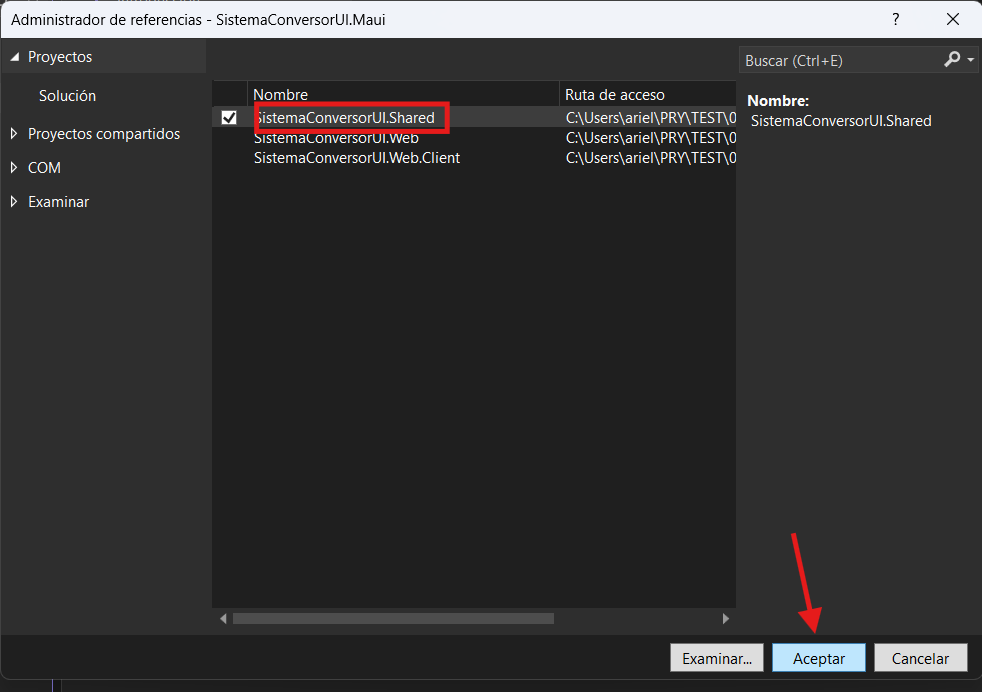 Administrador de referencias - SistemaConversorUI.Maui
?
Proyectos
Solución
Proyectos compartidos
COM
Examinar
Nombre Ruta de acceso
SistemaConversorUI.Shared C:\Users\ariel\PRY\TEST\0
SistemaConversorUI.Web C:\Users\ariel\PRY\TEST\0
SistemaConversorUI.Web.Client C:\Users\ariel\PRY\TEST\0
Buscar (Ctrl+E)
Nombre:
SistemaConversorUI.Shared
Examinar... Aceptar Cancelar